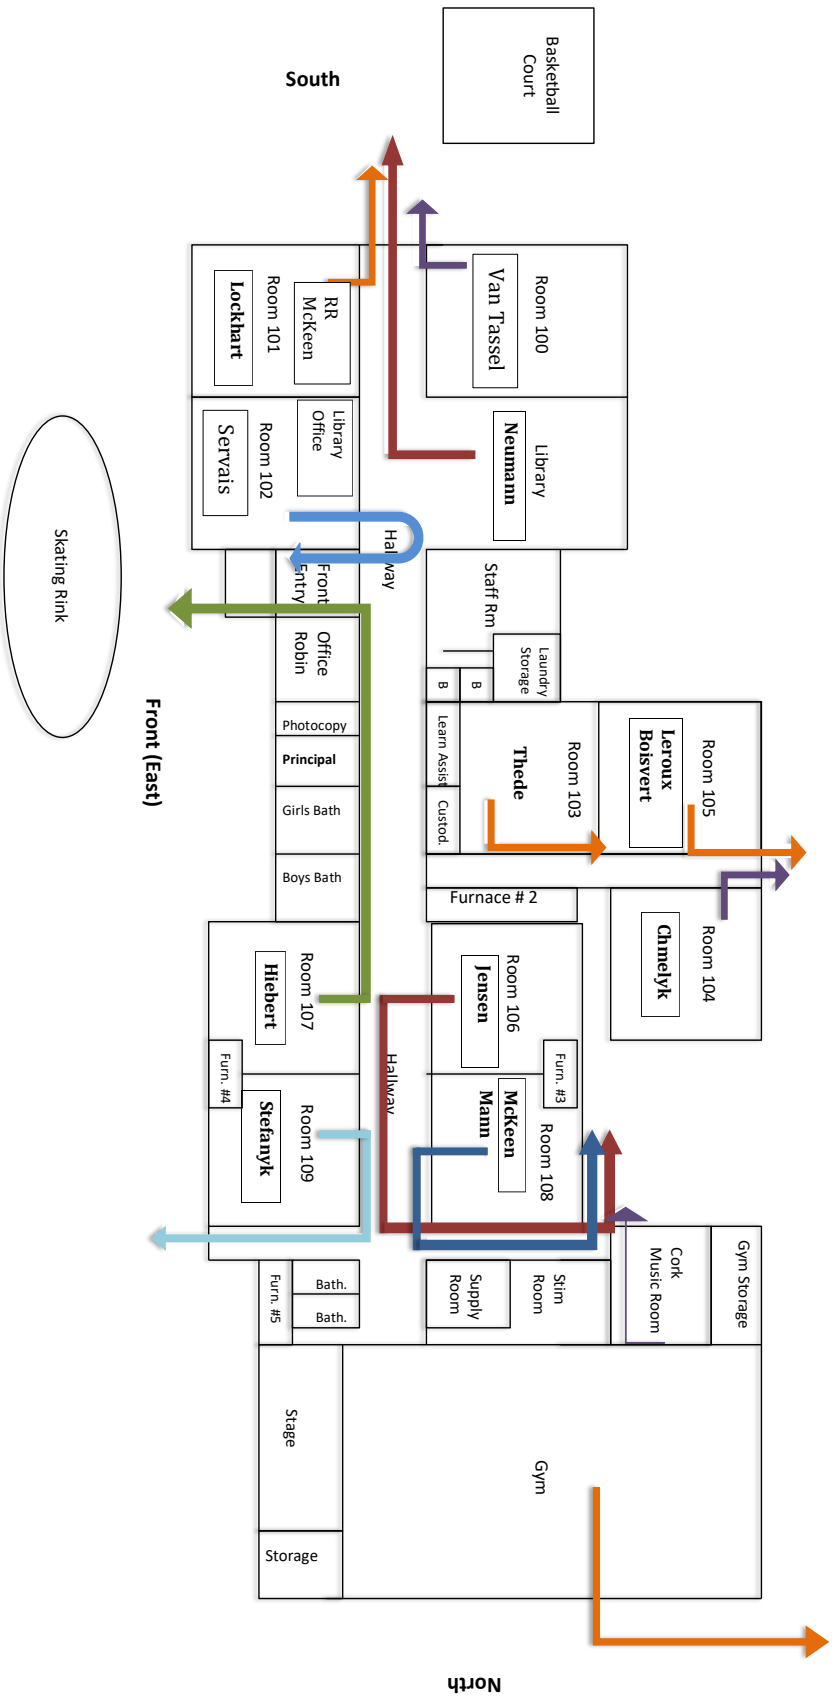 South
Basketball
Court
Room 100
Van Tassel
RR
McKeen
Room 101
Lockhart
Library
Neumann
Library
Office
Room 102
Servais
Hallway
Skating Rink
Staff Rm
Front
Entry
Laundry
Storage
Office
Robin
B
B
Front (East)
Photocopy
Principal
Learn Assist
Room 103
Thede
Room 105
Leroux
Boisvert
Girls Bath
Custod.
Boys Bath
Furnace # 2
Room 104
Chmelyk
Room 107
Hiebert
Room 106
Jensen
Furn. #4
Hallway
Furn. #3
Room 109
Stefanyk
Room 108
McKeen
Mann
Cork
Music Room
Gym Storage
Furn. #5
Bath.
Bath.
Supply
Room
Stim
Room
Stage
Gym
Storage
North